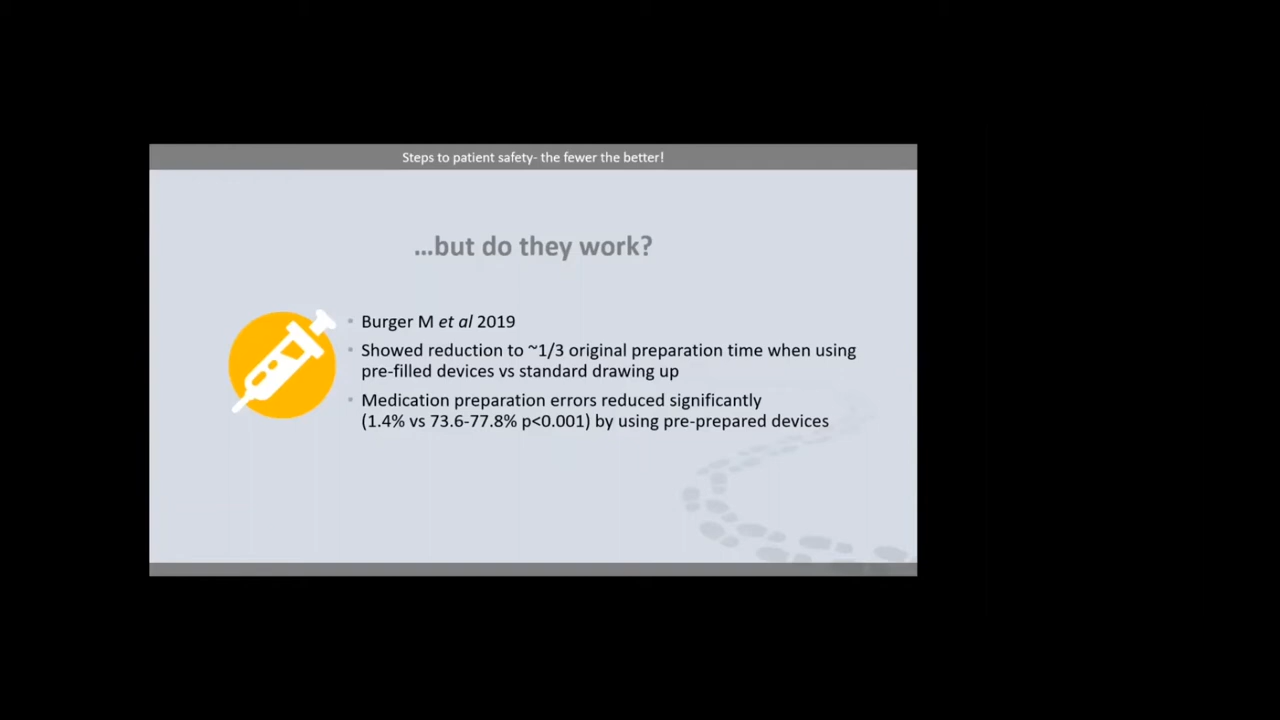 Steps to patient safety- the fewer the better!
...but do they work?
• Burger M et al 2019
• Showed reduction to ~1/3 original preparation time when using
pre-filled devices vs standard drawing up
• Medication preparation errors reduced significantly
(1.4% vs 73.6-77.8% p<0.001) by using pre-prepared devices